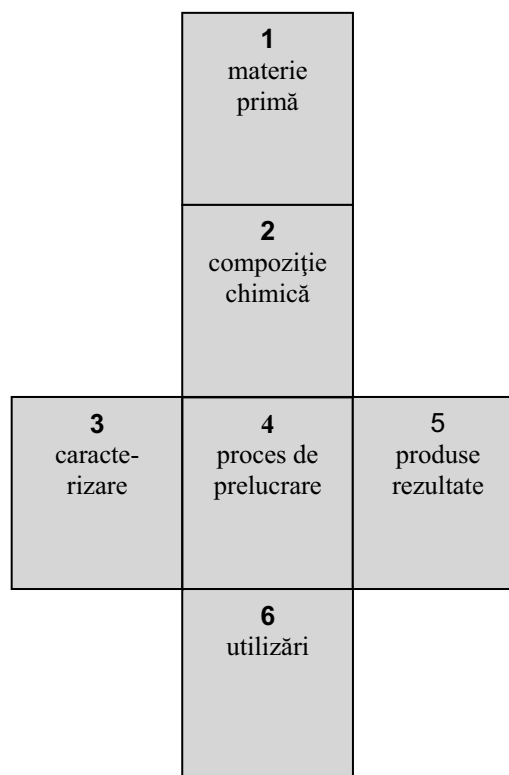 1
materie
primă
2
compoziţie
chimică
3
caracte-
rizare
4
proces de
prelucrare
5
produse
rezultate
6
utilizări